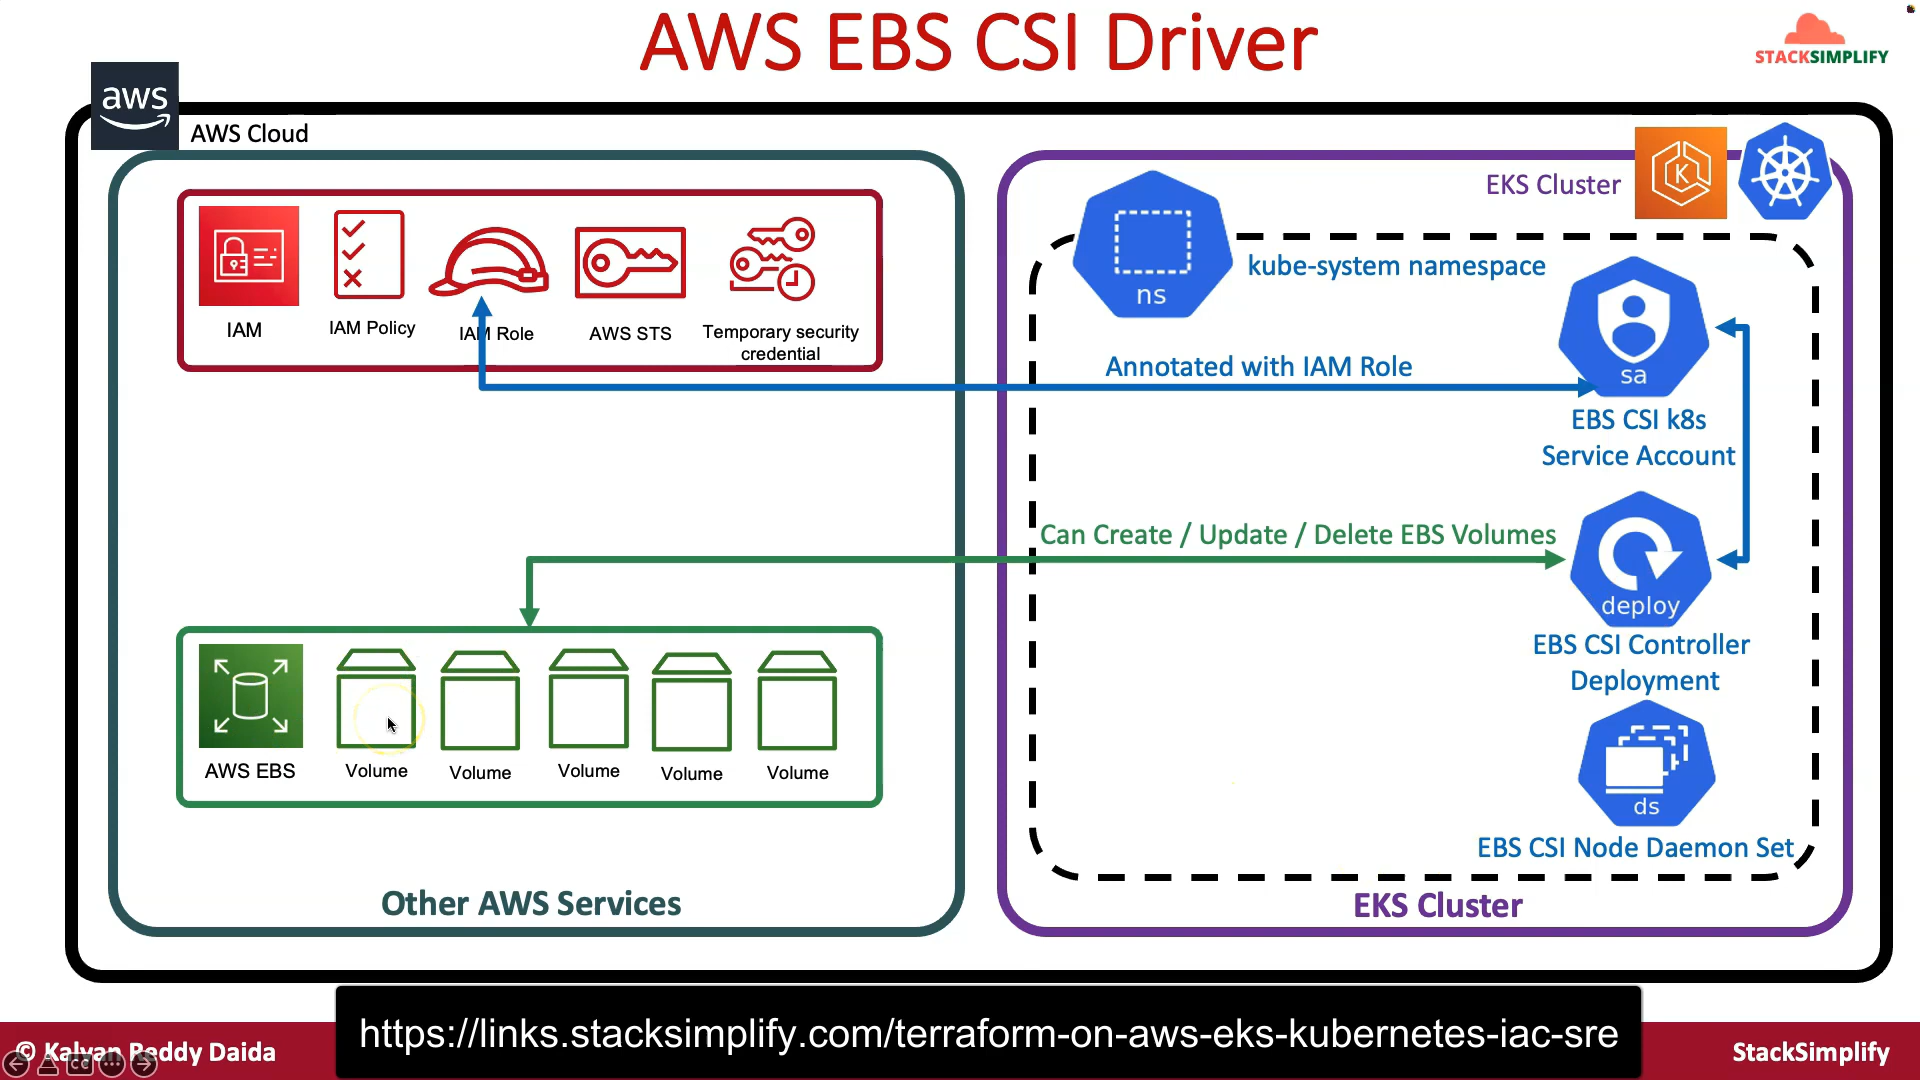 AWS EBS CSI Driver
STACKSIMPLIFY
aws
AWS Cloud
EKS Cluster
K
ns
kube-system namespace
IAM
IAM Policy
IAM Role
AWS STS
Temporary security
credential
sa
Annotated with IAM Role
EBS CSI k8s
Service Account
Can Create / Update / Delete EBS Volumes
deploy
EBS CSI Controller
Deployment
AWS EBS
Volume
Volume
Volume
Volume
Volume
ds
EBS CSI Node Daemon Set
Other AWS Services
EKS Cluster
https://links.stacksimplify.com/terraform-on-aws-eks-kubernetes-iac-sre
© Kalyan Reddy Daida
CC
StackSimplify